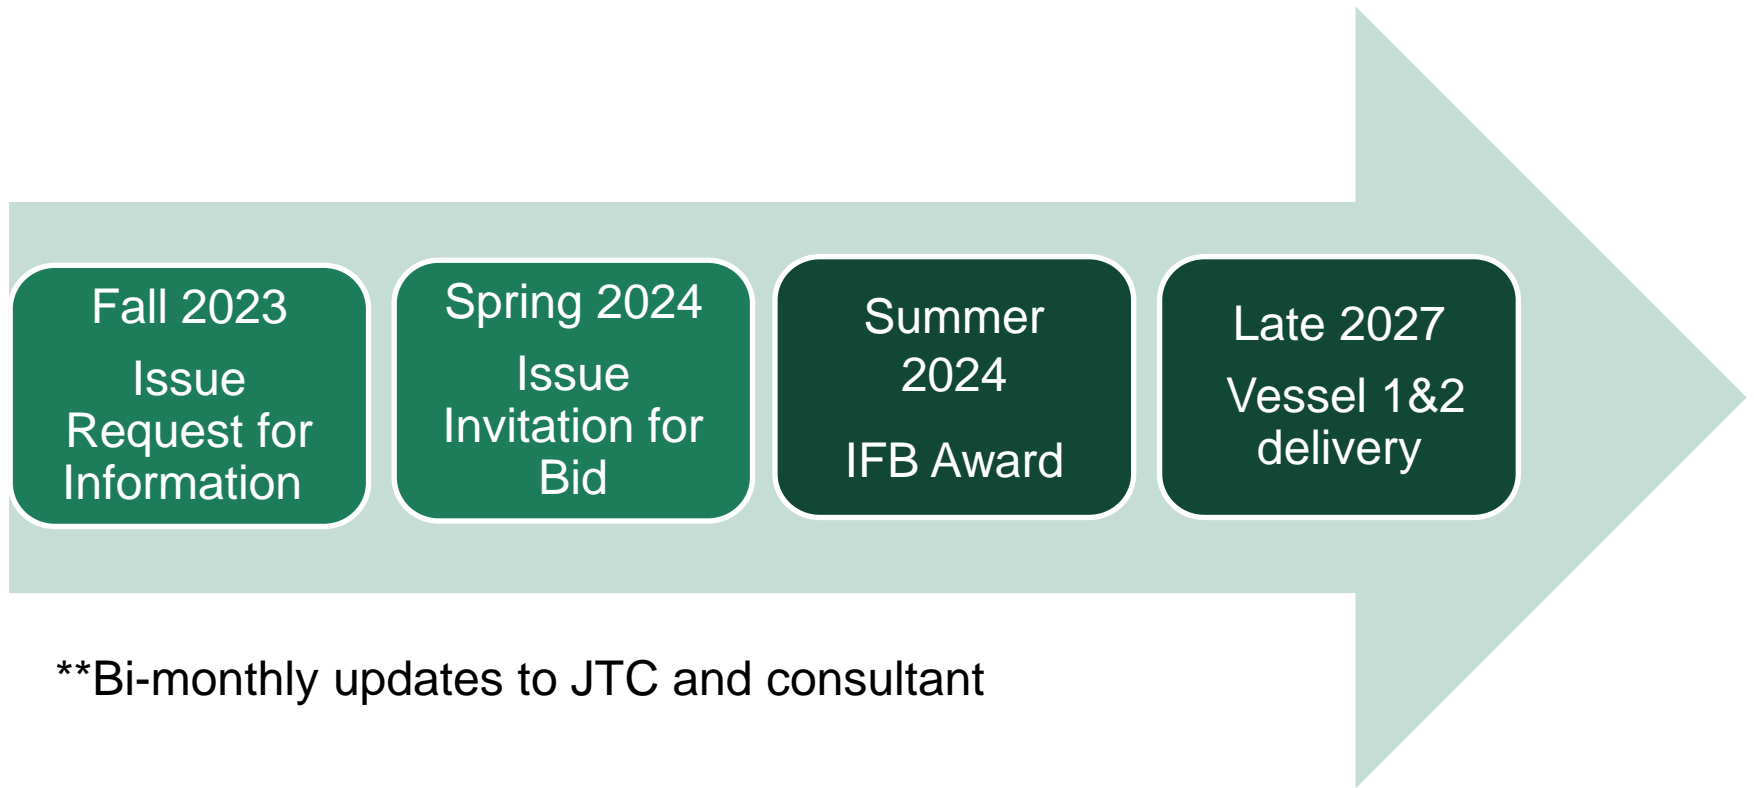 Fall 2023
Issue
Request for
Information
Spring 2024
Issue
Invitation for
Bid
Summer
2024
IFB Award
Late 2027
Vessel 1&2
delivery
**Bi-monthly updates to JTC and consultant